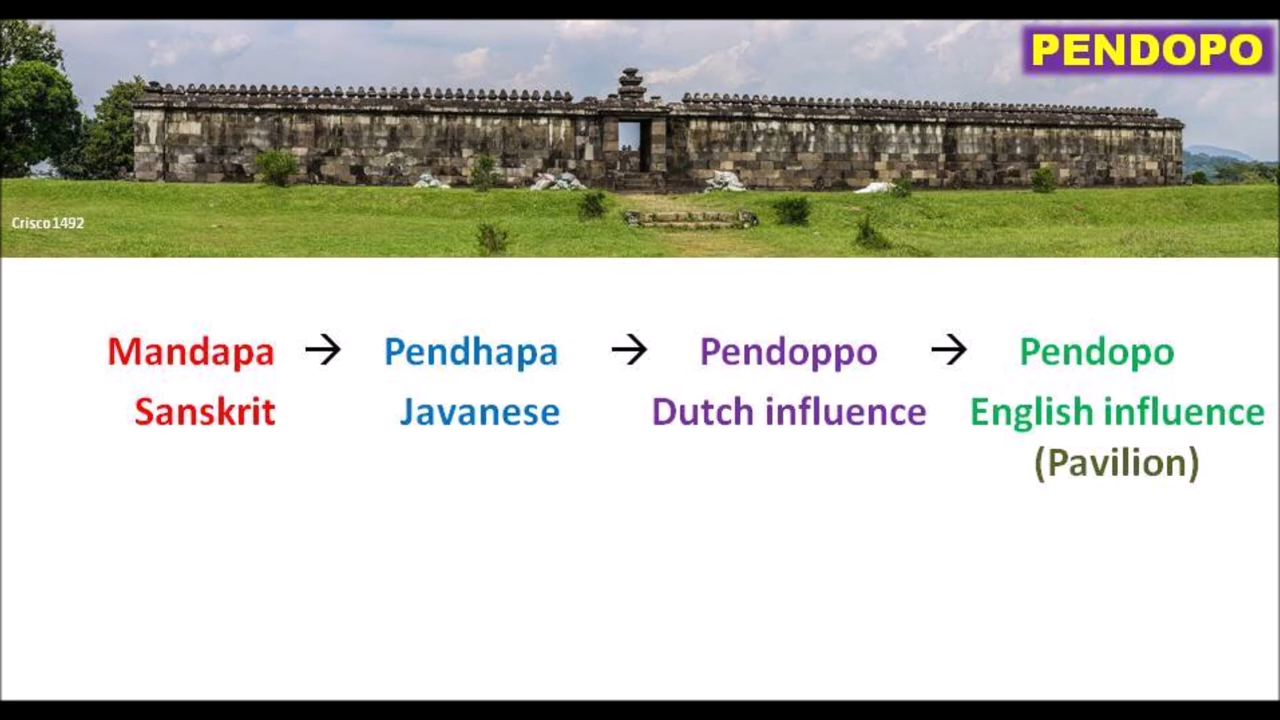 PENDOPO
Crisco1492
Mandapa → Pendhapa → Pendoppo → Pendopo
Sanskrit Javanese Dutch influence English influence
(Pavilion)